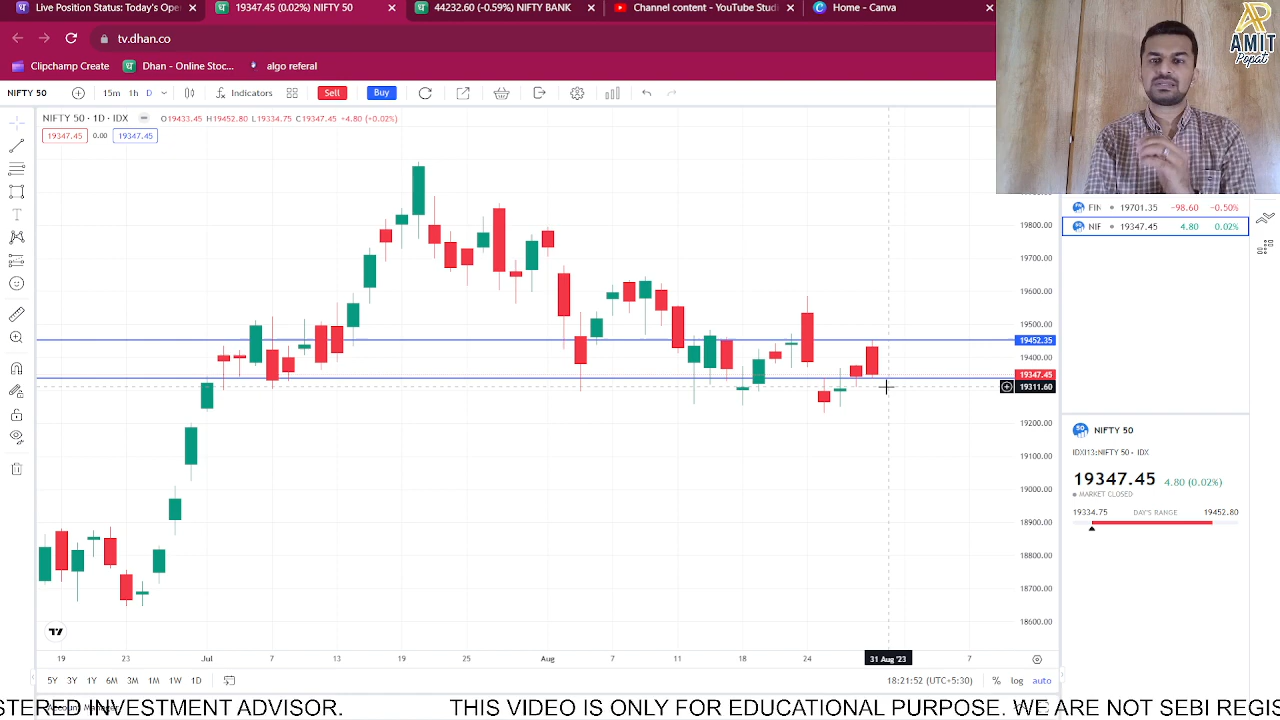 Live Position Status: Today's Ope
19347.45 (0.02%) NIFTY 50
44232.60 (-0.59%) NIFTY BANK
Channel content - YouTube Studi
Home - Canva
tv.dhan.co
Clipchamp Create
Dhan - Online Stoc...
algo referal
AP
AMIT
Popat
NIFTY 50
15m 1h D
Indicators
Sell
Buy
NIFTY 50 · 1D · IDX
O19433.45 H19452.80 L19334.75 C19347.45 +4.80 (+0.02%)
19347.45 0.00 19347.45
FIN 19701.35 −98.60 −0.50%
NIF 19347.45 4.80 0.02%
19800.00
19700.00
19600.00
19500.00
19452.35
19400.00
19347.45
19311.60
19200.00
19100.00
19000.00
18900.00
18800.00
18700.00
18600.00
NIFTY 50
NIFTY 50 · IDX
19347.45 4.80 (0.02%)
MARKET CLOSED
19334.75 DAY'S RANGE 19452.80
19 23 Jul 7 13 19 25 Aug 7 11 18 24 31 Aug '23 7
5Y 3Y 1Y 6M 3M 1M 1W 1D
18:21:52 (UTC+5:30)
% log auto
STERED INVESTMENT ADVISOR. THIS VIDEO IS ONLY FOR EDUCATIONAL PURPOSE. WE ARE NOT SEBI REGIS